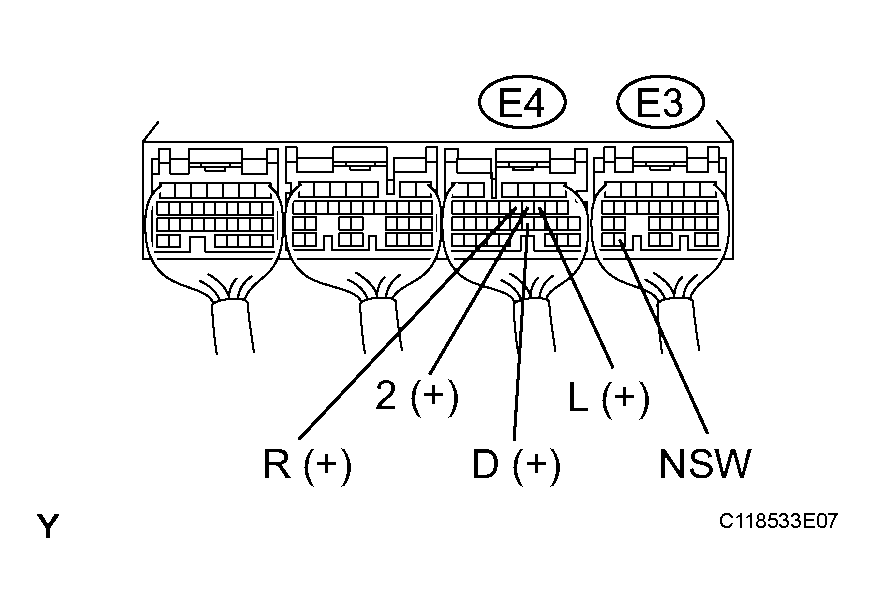 E4 E3
2 (+) L (+)
R (+) D (+) NSW
Y C118533E07